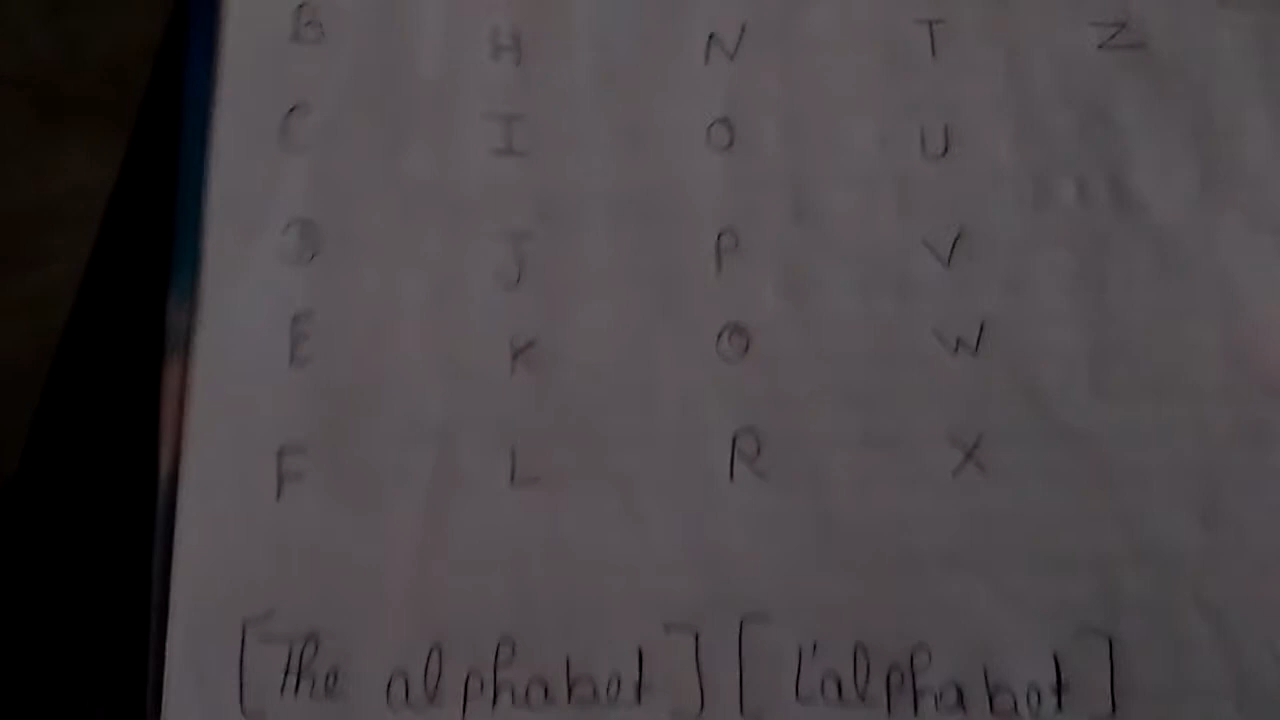 B H N T Z
C I O U
D J P V
E K Q W
F L R X
[The alphabet] [L'alphabet]